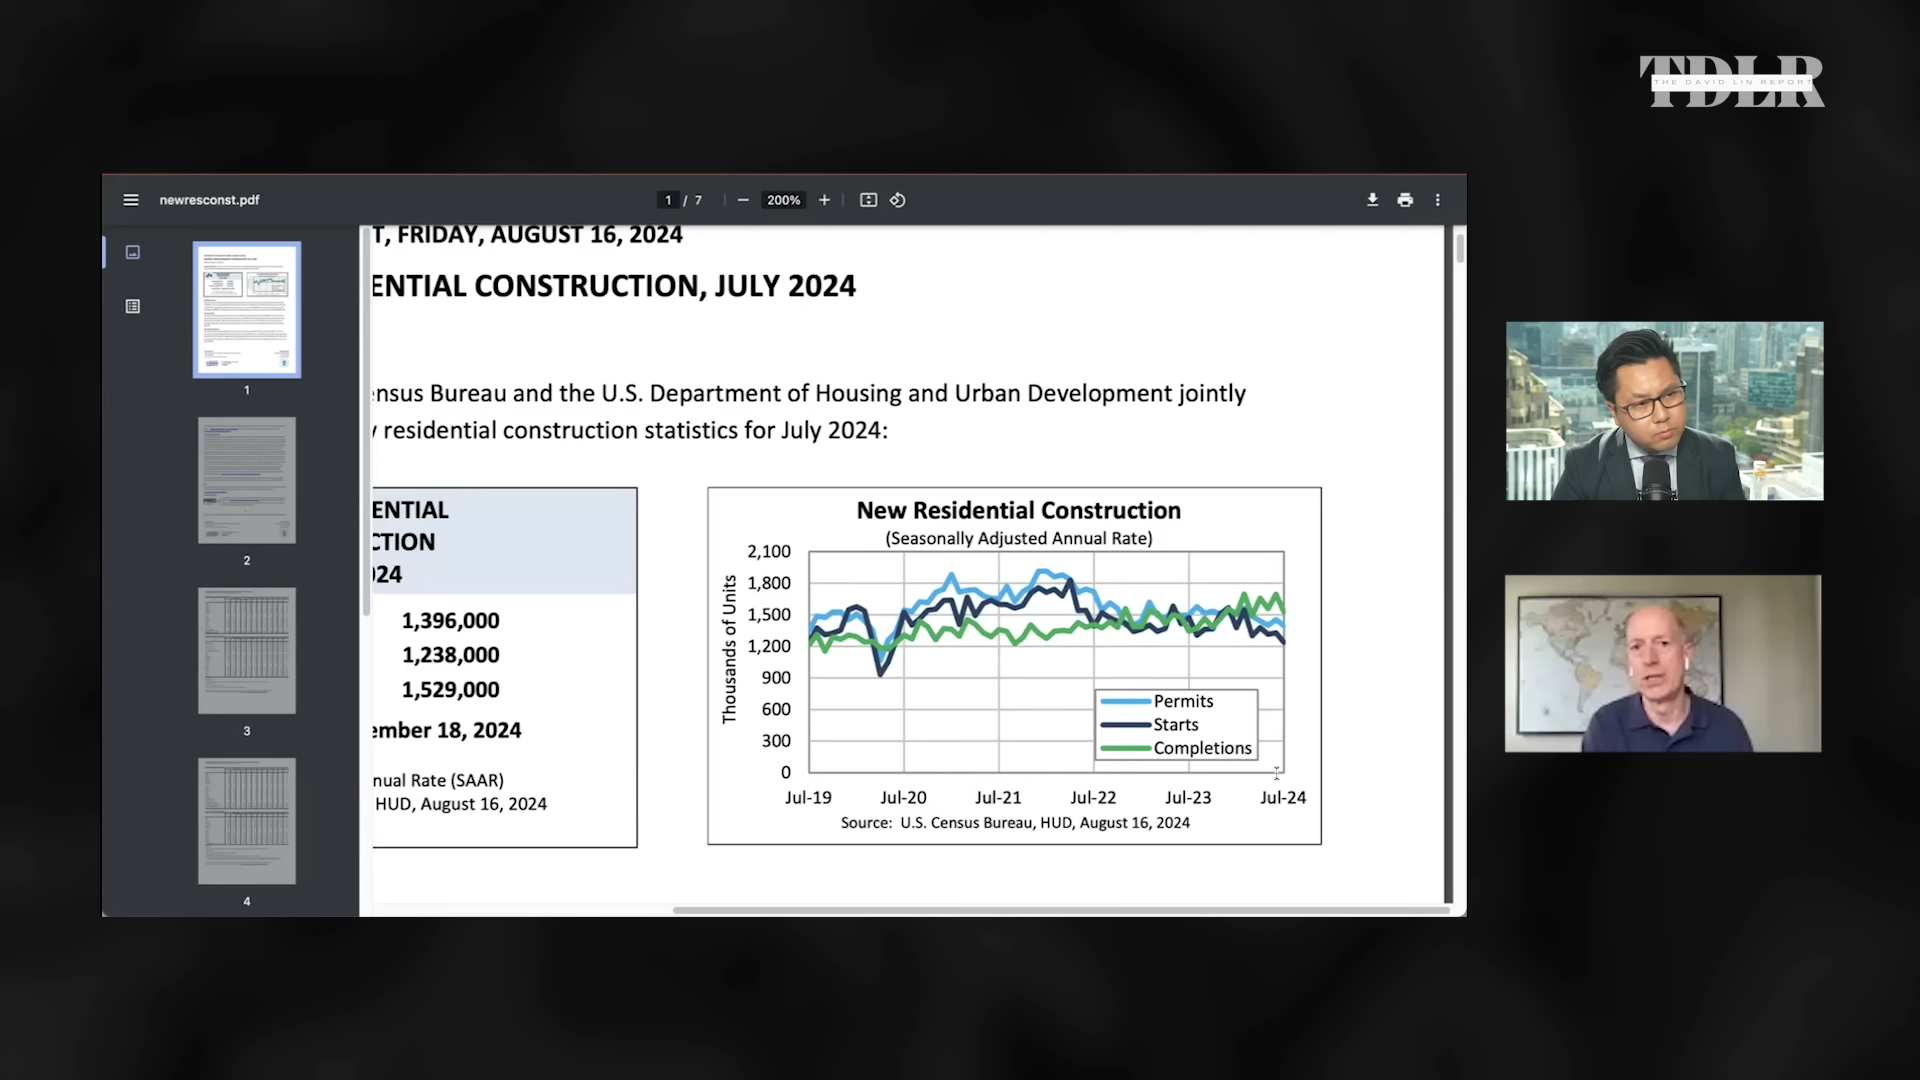 TDLR
THE DAVID LIN REPORT
newresconst.pdf
1 / 7
200%
1
2
3
4
T, FRIDAY, AUGUST 16, 2024
ENTIAL CONSTRUCTION, JULY 2024
ensus Bureau and the U.S. Department of Housing and Urban Development jointly
y residential construction statistics for July 2024:
ENTIAL
CTION
024
1,396,000
1,238,000
1,529,000
ember 18, 2024
nnual Rate (SAAR)
HUD, August 16, 2024
New Residential Construction
(Seasonally Adjusted Annual Rate)
Thousands of Units
2,100
1,800
1,500
1,200
900
600
300
0
Permits
Starts
Completions
Jul-19 Jul-20 Jul-21 Jul-22 Jul-23 Jul-24
Source: U.S. Census Bureau, HUD, August 16, 2024